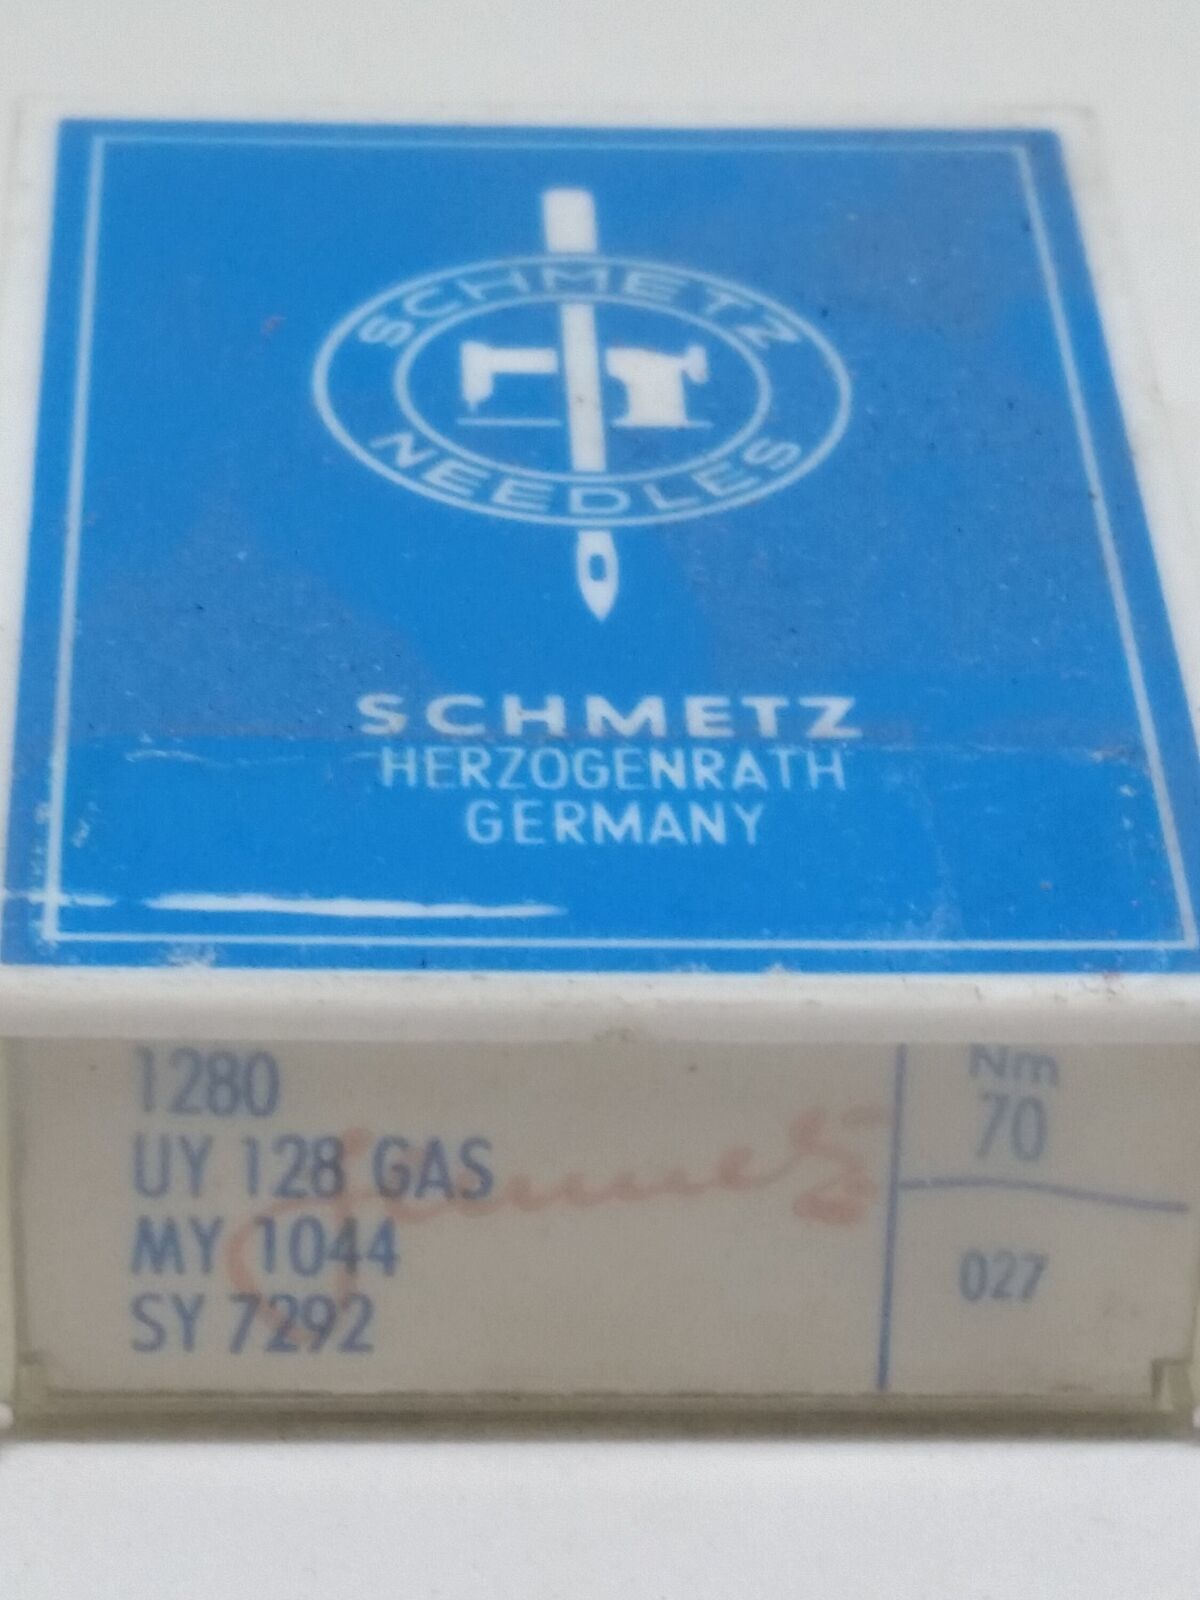 SCHMETZ
NEEDLES
SCHMETZ
HERZOGENRATH
GERMANY
1280
UY 128 GAS
MY 1044
SY 7292
Nm
70
027